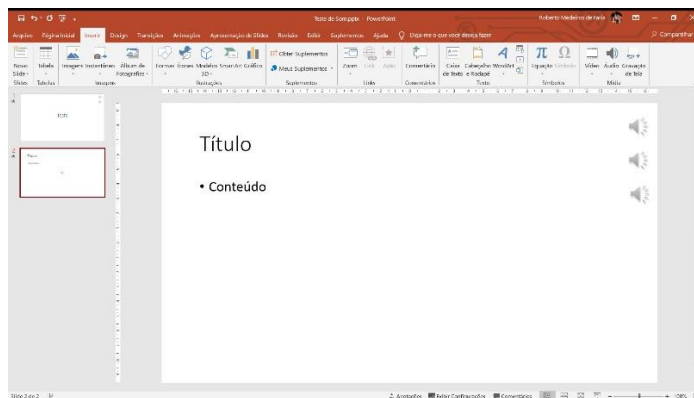 Teste de Som.pptx - PowerPoint
Roberto Medeiros de Faria
Arquivo Página Inicial Inserir Design Transições Animações Apresentação de Slides Revisão Exibir Suplementos Ajuda Diga-me o que você deseja fazer
Compartilhar
Novo Slide
Tabela
Imagens Instantâneo Álbum de Fotografias
Formas Ícones Modelos 3D SmartArt Gráfico
Obter Suplementos
Meus Suplementos
Zoom Link Ação
Comentário
Caixa de Texto Cabeçalho e Rodapé WordArt
Equação Símbolo
Vídeo Áudio Gravação de Tela
Slides Tabelas Imagens Ilustrações Suplementos Links Comentários Texto Símbolos Mídia
1
2
Título
• Conteúdo
Slide 2 de 2
Anotações Exibir Configurações Comentários